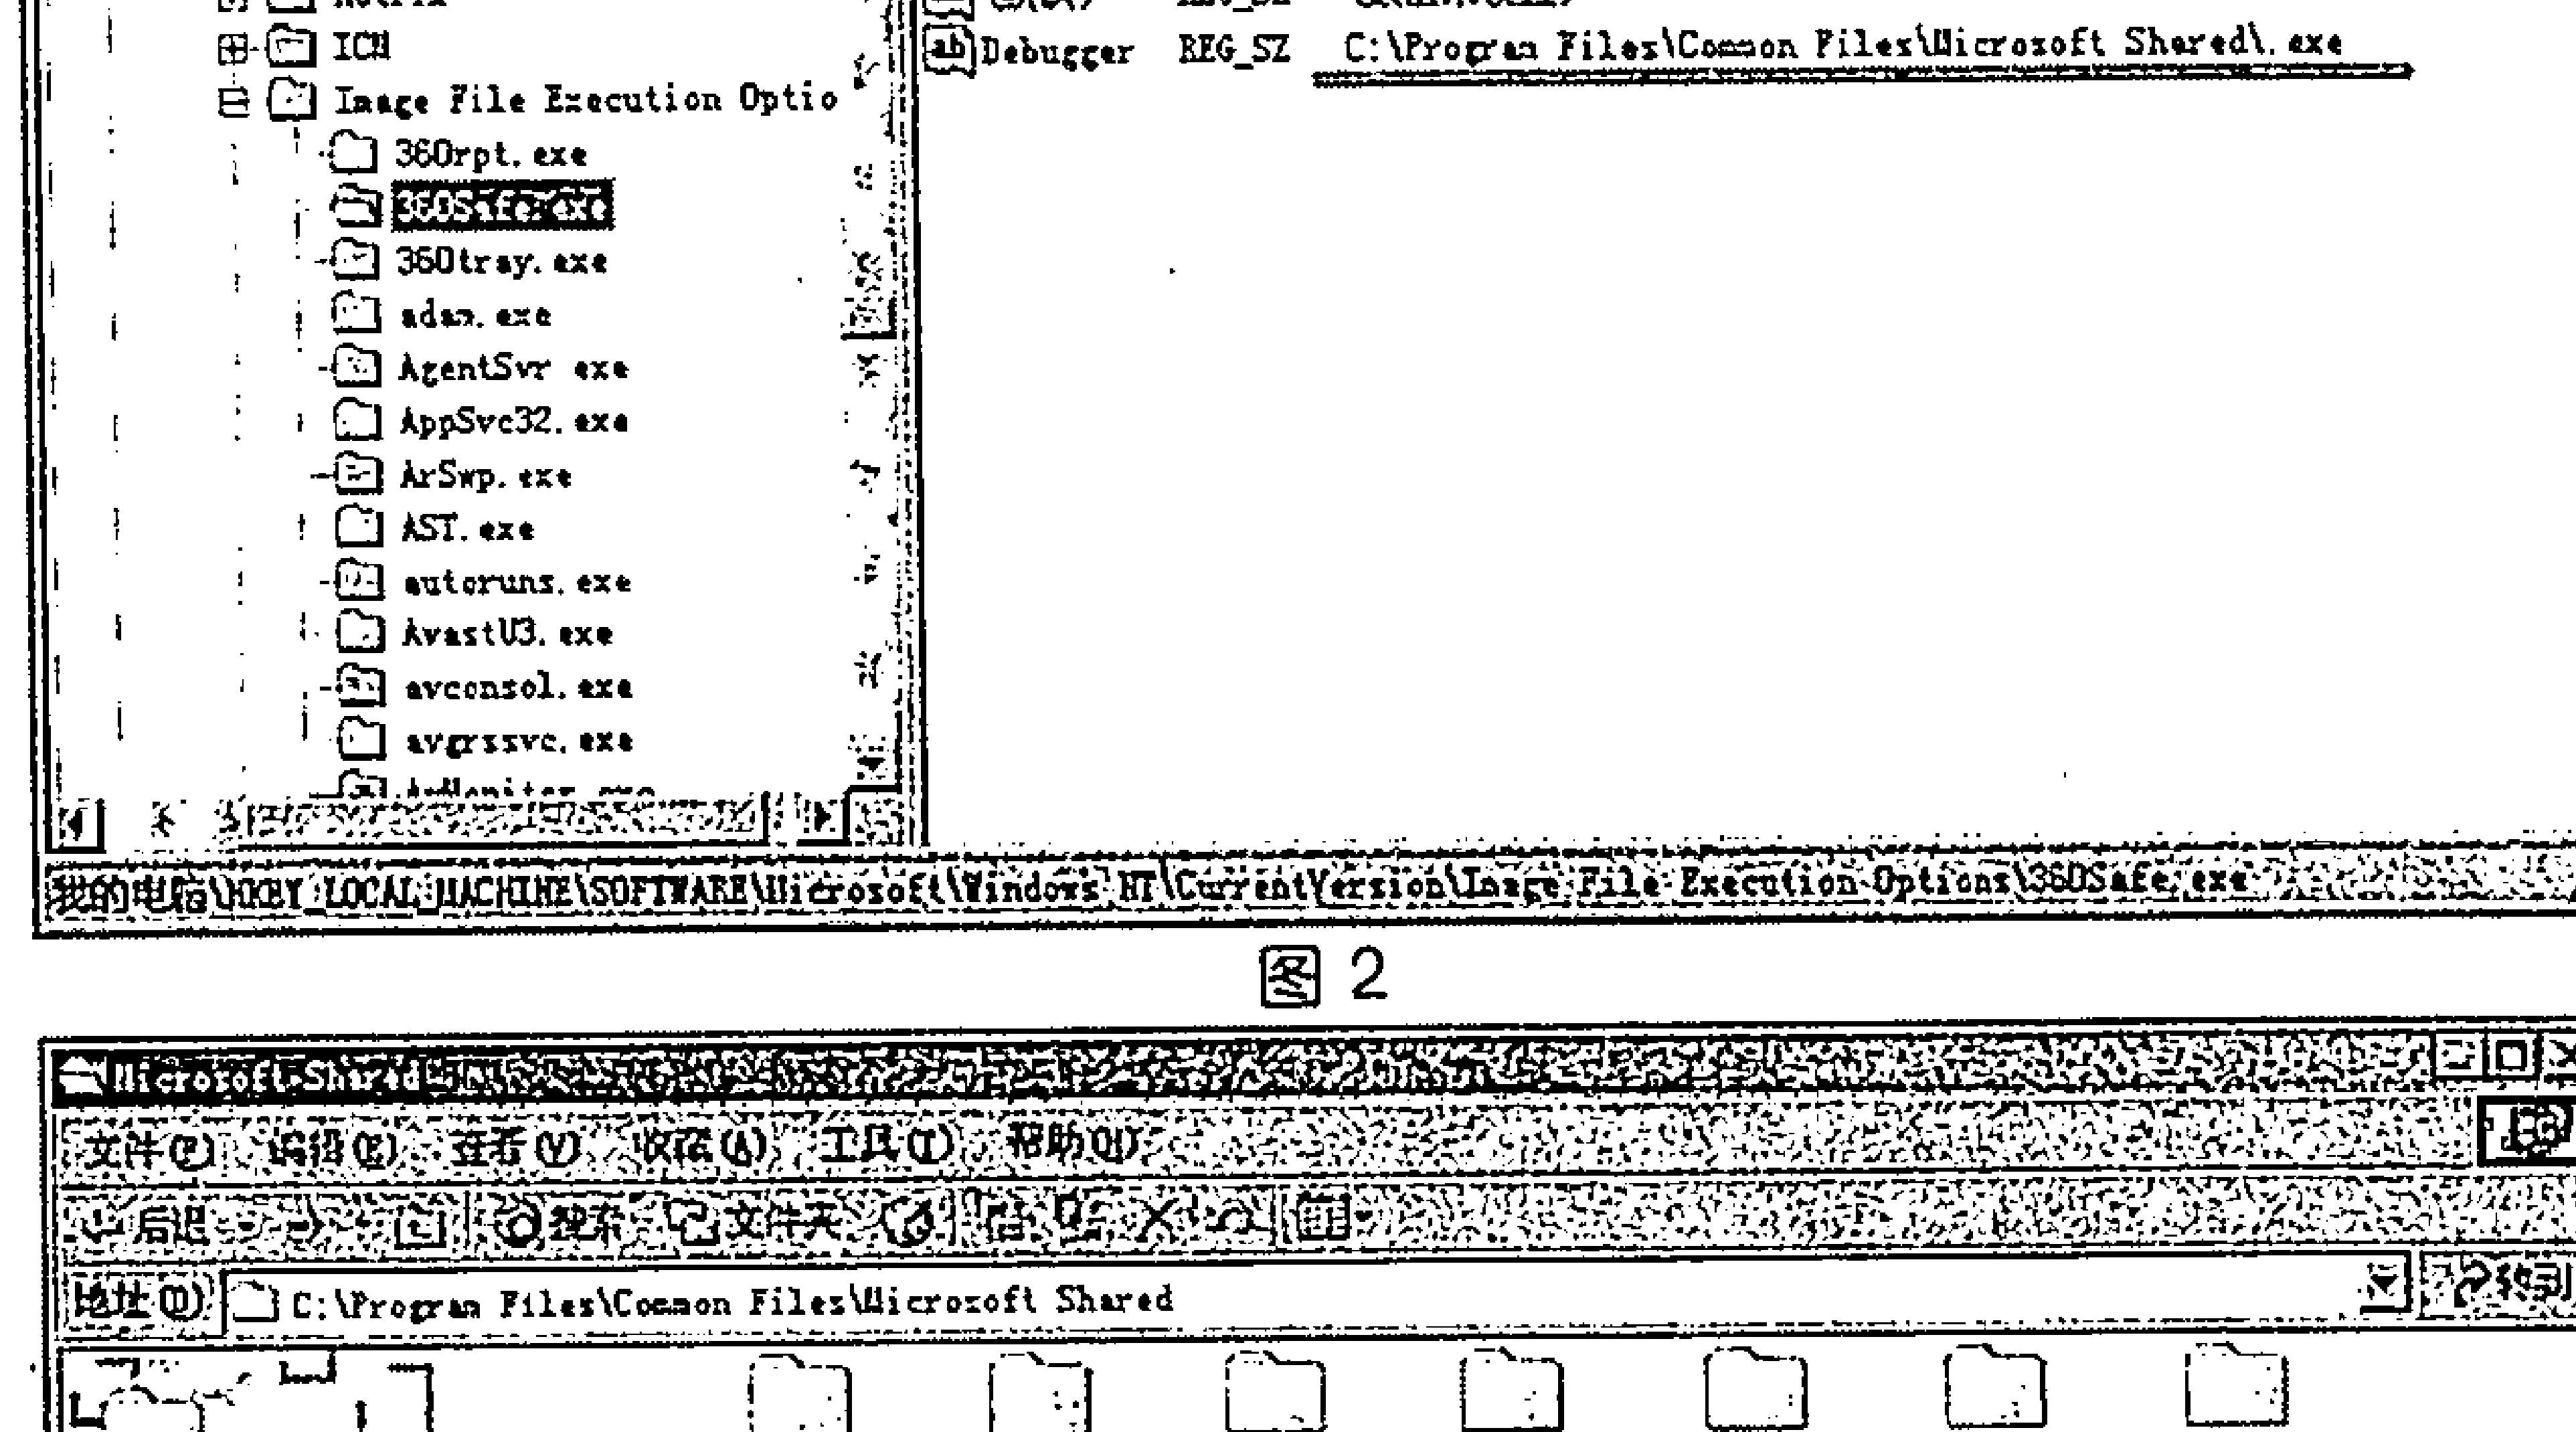 ICM
Image File Execution Optio
360rpt.exe
360Safe.exe
360tray.exe
adam.exe
AgentSvr exe
AppSvc32.exe
ArSwp.exe
AST.exe
autoruns.exe
AvastU3.exe
avconsol.exe
avgrssvc.exe
AvMonitor.exe
Debugger REG_SZ C:\Program Files\Common Files\Microsoft Shared\.exe
我的电脑\HKEY_LOCAL_MACHINE\SOFTWARE\Microsoft\Windows NT\CurrentVersion\Image File Execution Options\360Safe.exe
图 2
Microsoft Shared
文件(F) 编辑(E) 查看(V) 收藏(A) 工具(T) 帮助(H)
后退 搜索 文件夹
地址(D) C:\Program Files\Common Files\Microsoft Shared 转到